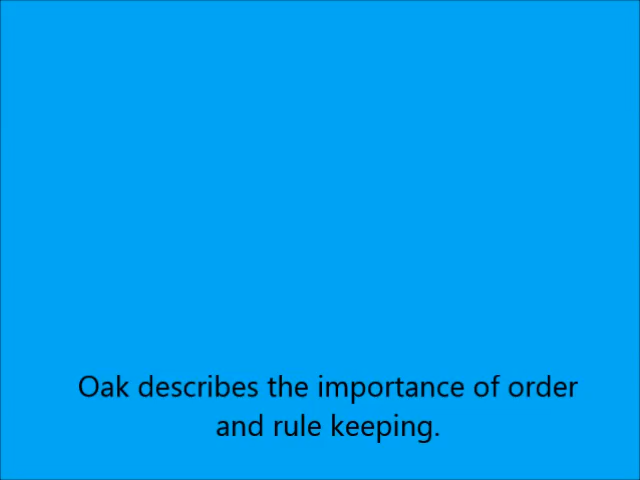 Oak describes the importance of order
and rule keeping.